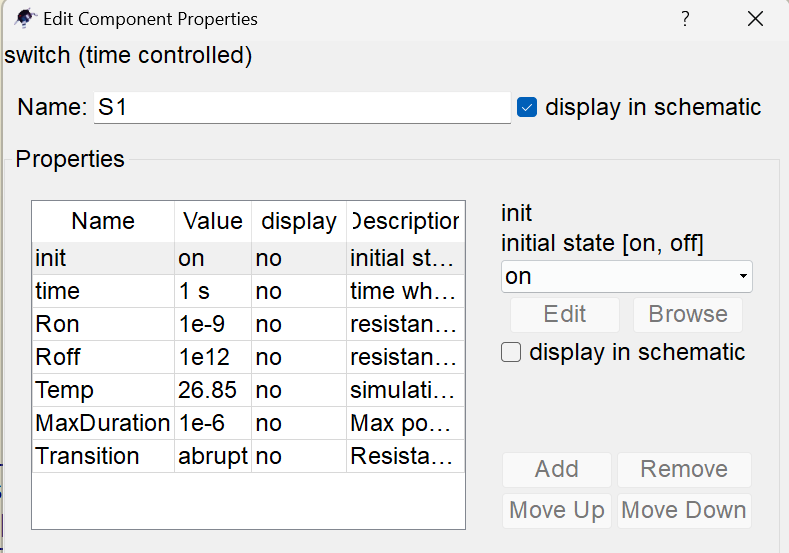 Edit Component Properties ?
switch (time controlled)
Name: S1 display in schematic
Properties
Name Value display Description
init on no initial st...
time 1 s no time wh...
Ron 1e-9 no resistan...
Roff 1e12 no resistan...
Temp 26.85 no simulati...
MaxDuration 1e-6 no Max po...
Transition abrupt no Resista...
init
initial state [on, off]
on
Edit Browse
display in schematic
Add Remove
Move Up Move Down